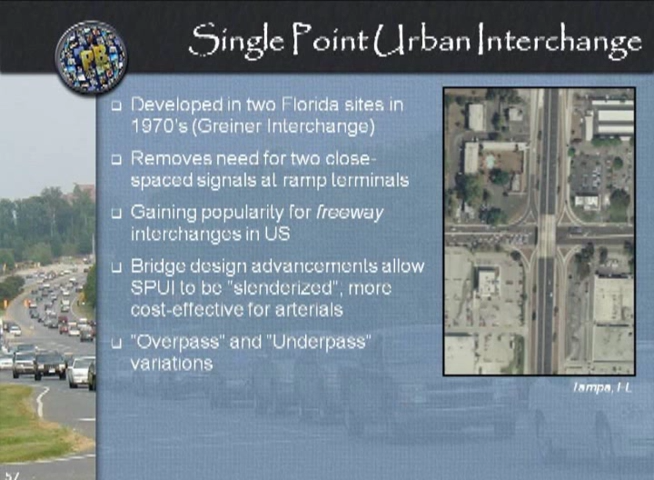 Single Point Urban Interchange
PB
Developed in two Florida sites in
1970's (Greiner Interchange)
Removes need for two close-
spaced signals at ramp terminals
Gaining popularity for freeway
interchanges in US
Bridge design advancements allow
SPUI to be "slenderized", more
cost-effective for arterials
"Overpass" and "Underpass"
variations
Tampa, FL
57